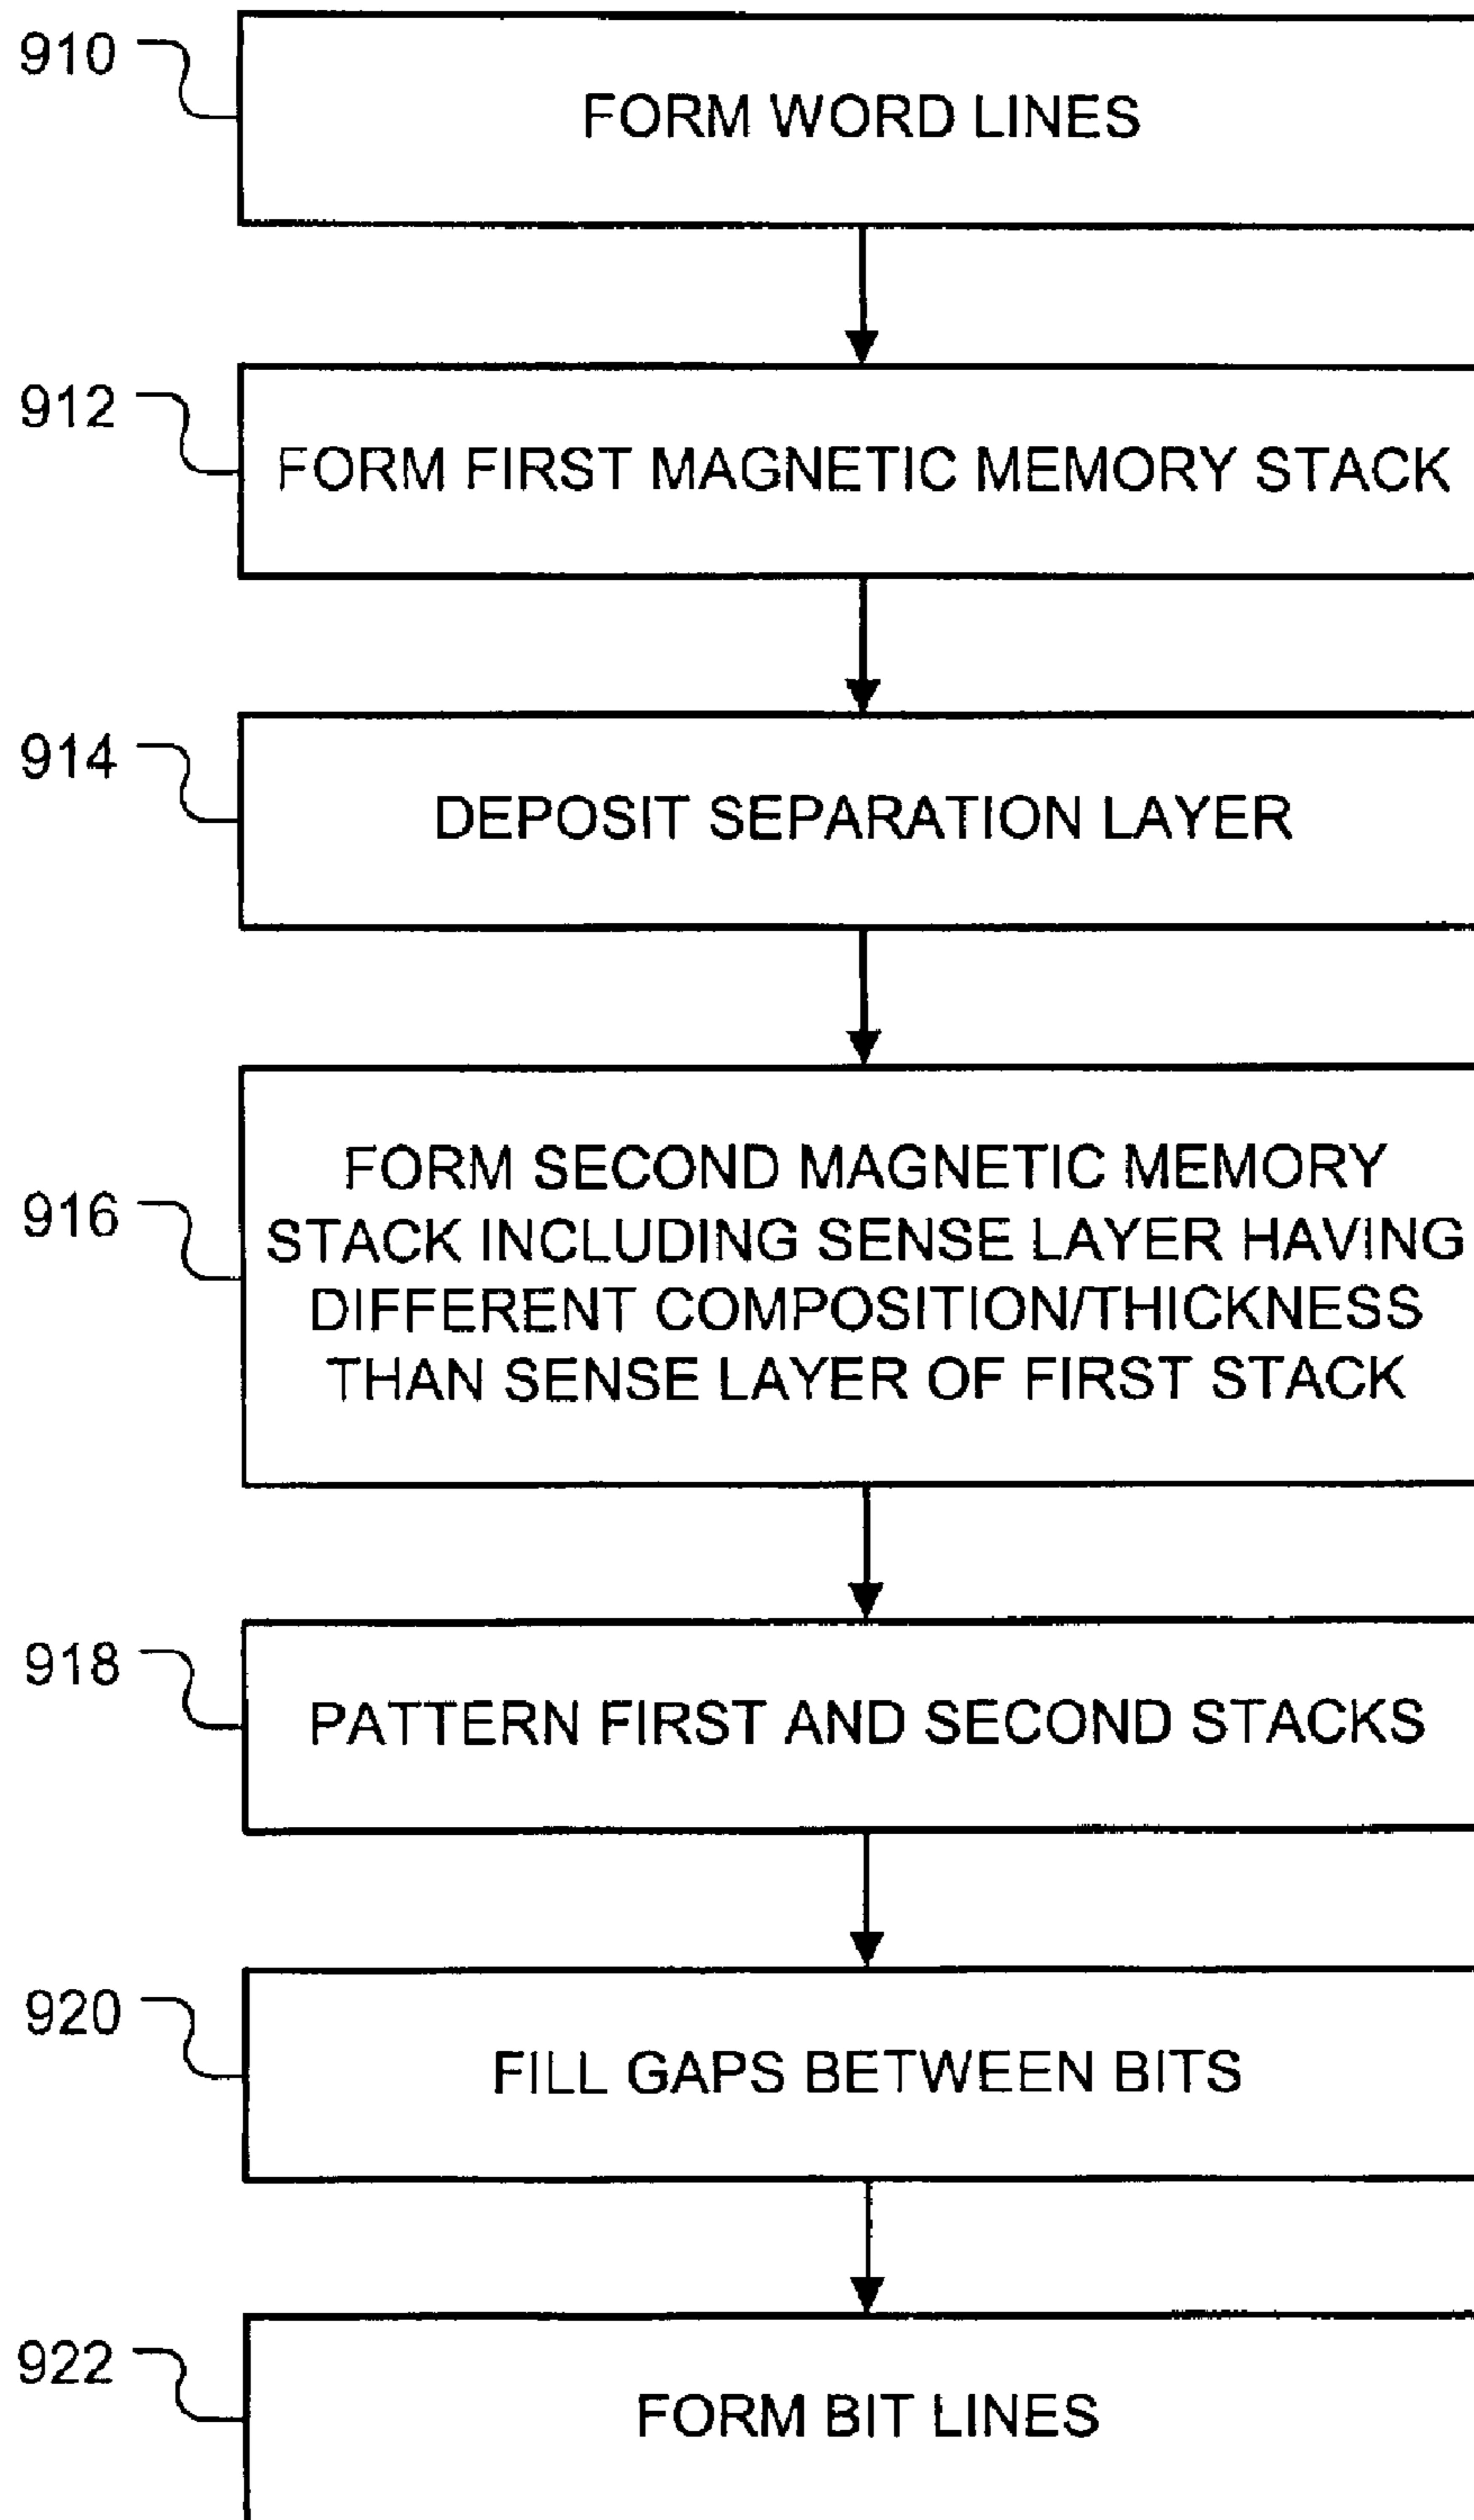 910
FORM WORD LINES
912
FORM FIRST MAGNETIC MEMORY STACK
914
DEPOSIT SEPARATION LAYER
916
FORM SECOND MAGNETIC MEMORY
STACK INCLUDING SENSE LAYER HAVING
DIFFERENT COMPOSITION/THICKNESS
THAN SENSE LAYER OF FIRST STACK
918
PATTERN FIRST AND SECOND STACKS
920
FILL GAPS BETWEEN BITS
922
FORM BIT LINES